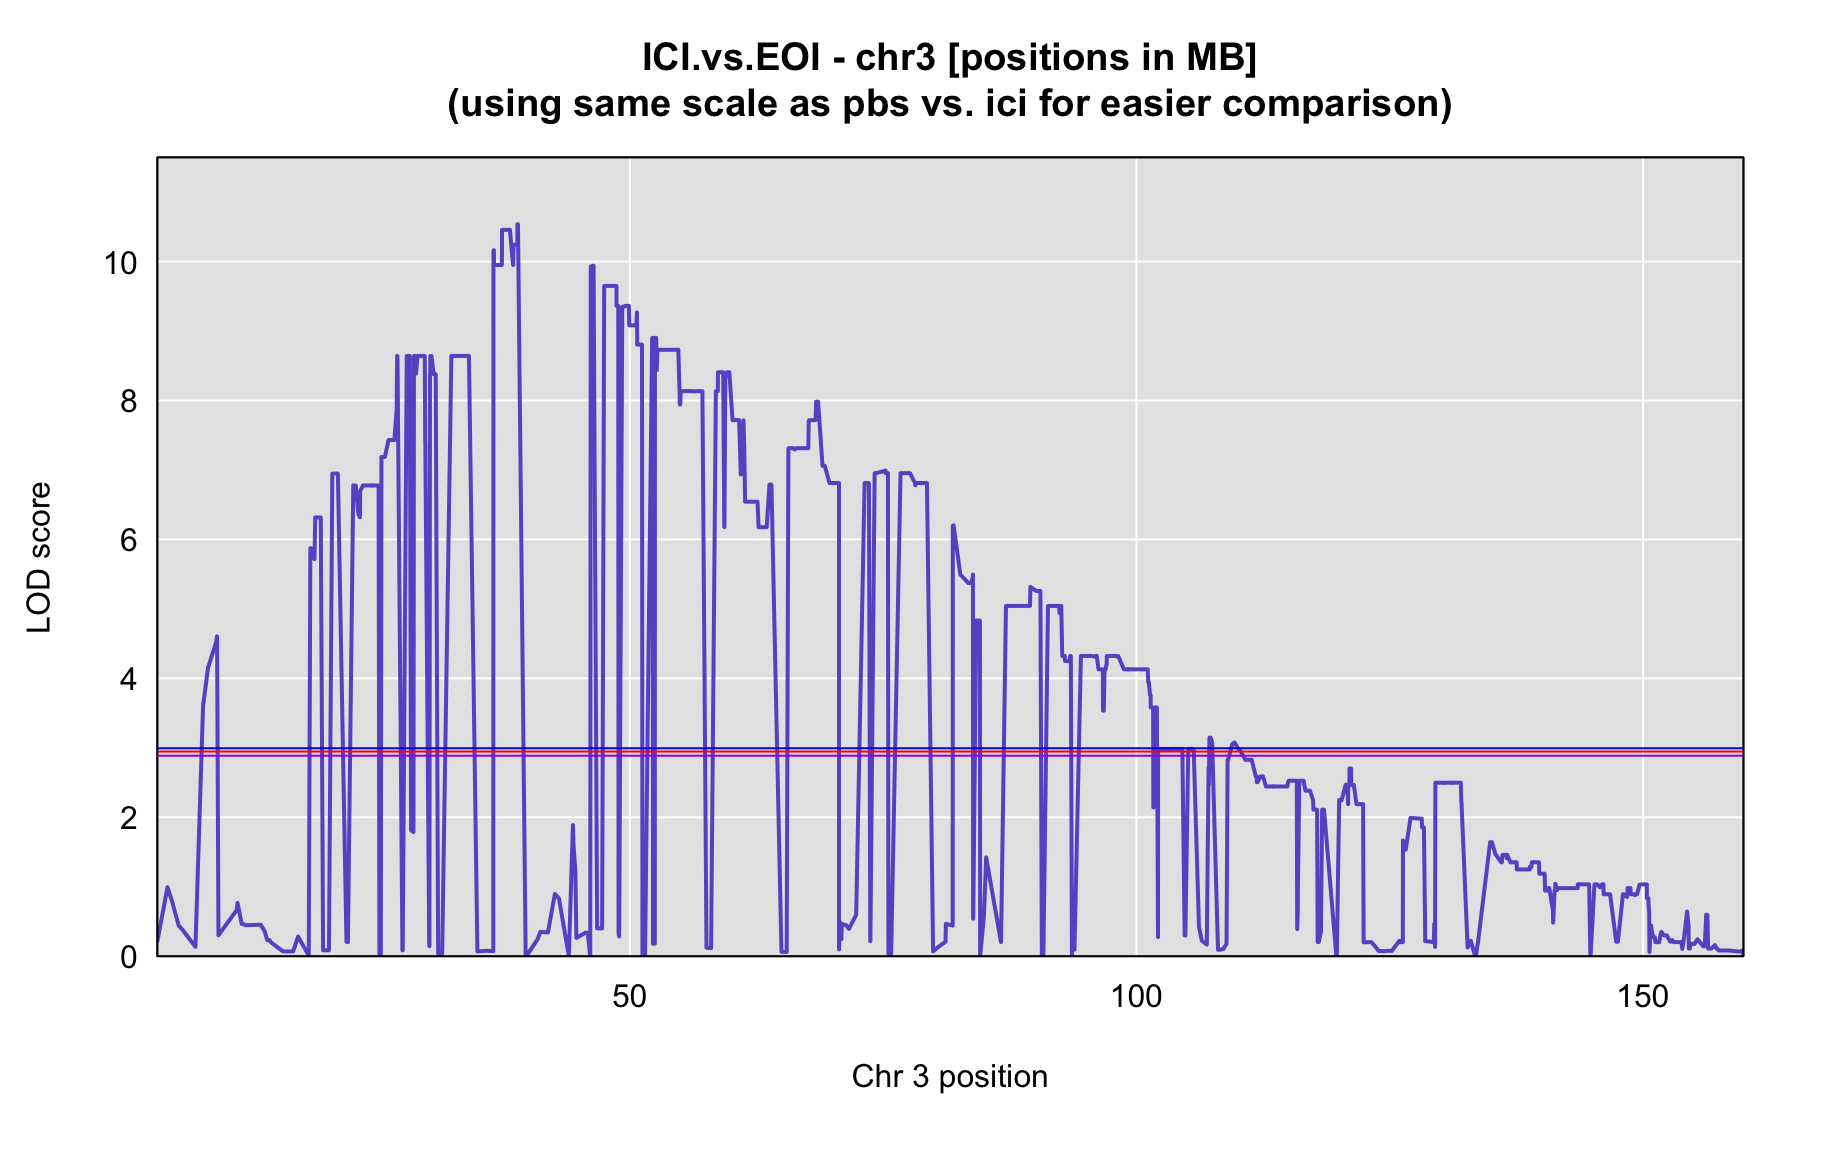 ICI.vs.EOI - chr3 [positions in MB]
(using same scale as pbs vs. ici for easier comparison)
10
8
6
4
2
0
LOD score
50
100
150
Chr 3 position